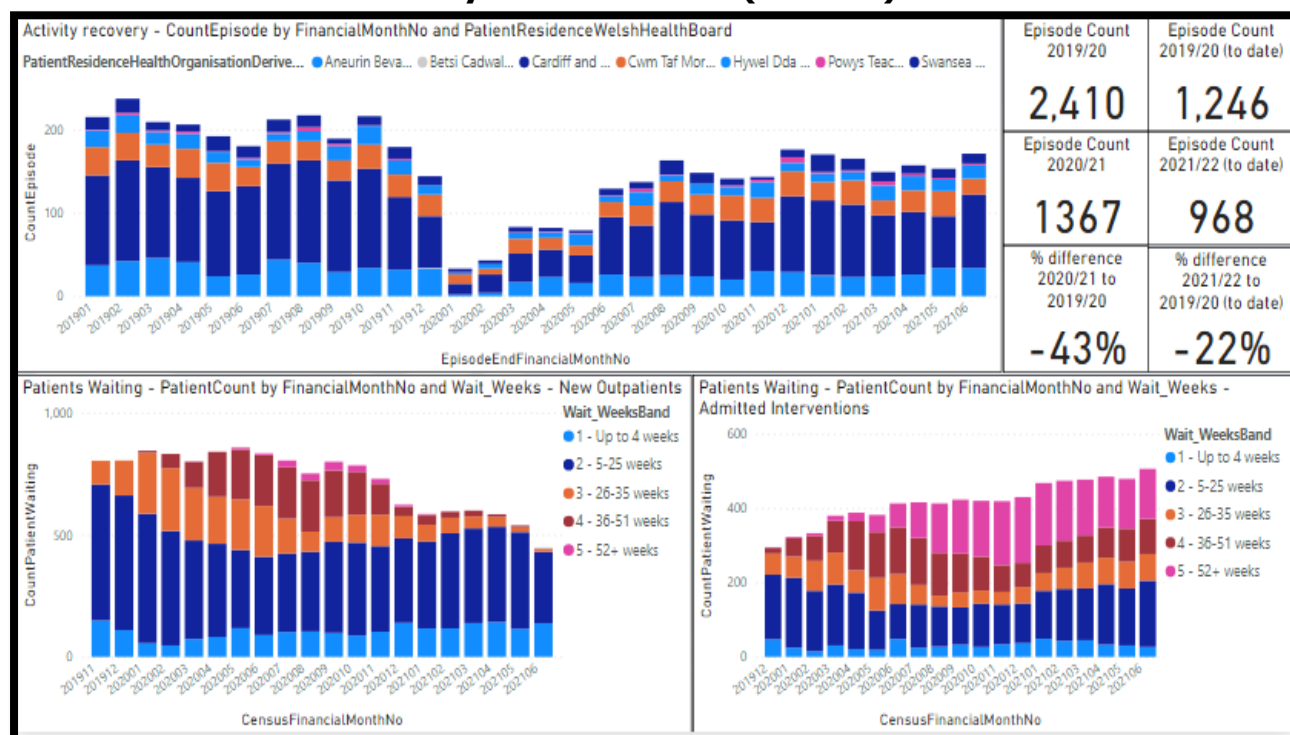 Activity recovery - CountEpisode by FinancialMonthNo and PatientResidenceWelshHealthBoard
PatientResidenceHealthOrganisationDerive... Aneurin Beva... Betsi Cadwal... Cardiff and ... Cwm Taf Mor... Hywel Dda ... Powys Teac... Swansea ...
CountEpisode
200
100
0
201901 201902 201903 201904 201905 201906 201907 201908 201909 201910 201911 201912 202001 202002 202003 202004 202005 202006 202007 202008 202009 202010 202011 202012 202101 202102 202103 202104 202105 202106
EpisodeEndFinancialMonthNo
Episode Count
2019/20
2,410
Episode Count
2019/20 (to date)
1,246
Episode Count
2020/21
1367
Episode Count
2021/22 (to date)
968
% difference
2020/21 to
2019/20
-43%
% difference
2021/22 to
2019/20 (to date)
-22%
Patients Waiting - PatientCount by FinancialMonthNo and Wait_Weeks - New Outpatients
CountPatientWaiting
1,000
500
0
201911 201912 202001 202002 202003 202004 202005 202006 202007 202008 202009 202010 202011 202012 202101 202102 202103 202104 202105 202106
CensusFinancialMonthNo
Wait_WeeksBand
1 - Up to 4 weeks
2 - 5-25 weeks
3 - 26-35 weeks
4 - 36-51 weeks
5 - 52+ weeks
Patients Waiting - PatientCount by FinancialMonthNo and Wait_Weeks -
Admitted Interventions
CountPatientWaiting
600
400
200
0
201912 202001 202002 202003 202004 202005 202006 202007 202008 202009 202010 202011 202012 202101 202102 202103 202104 202105 202106
CensusFinancialMonthNo
Wait_WeeksBand
1 - Up to 4 weeks
2 - 5-25 weeks
3 - 26-35 weeks
4 - 36-51 weeks
5 - 52+ weeks